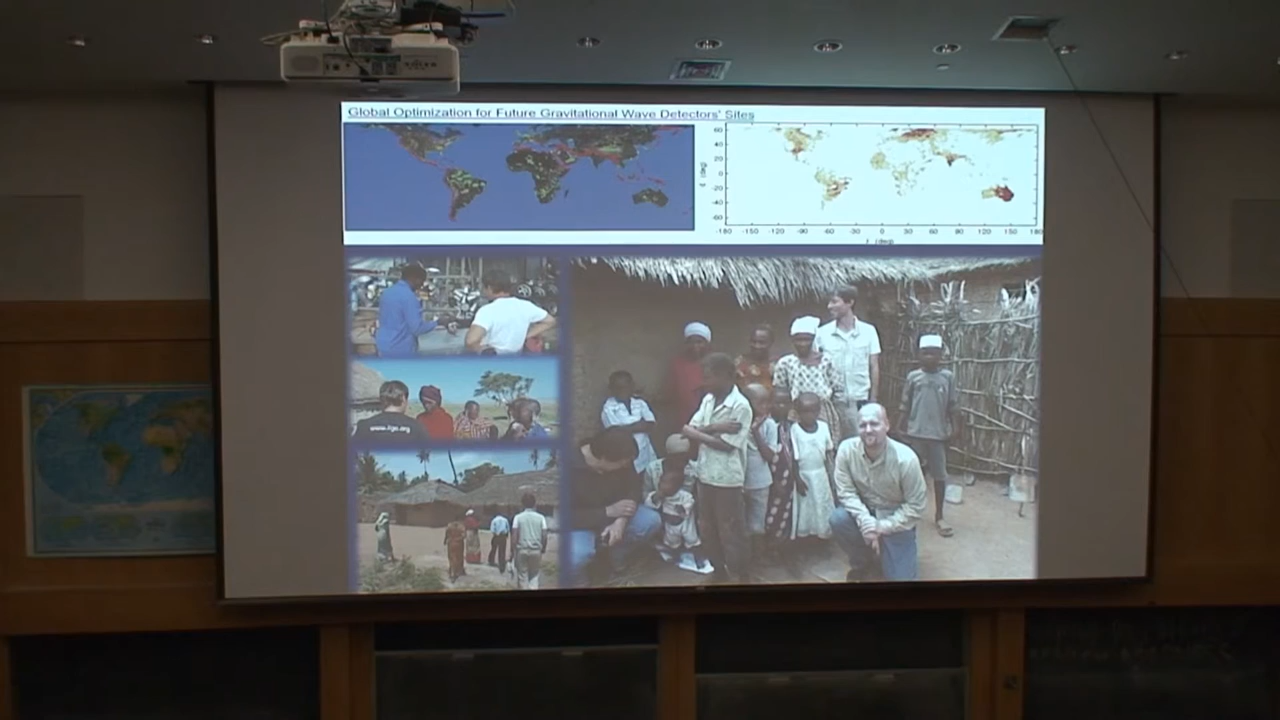 Global Optimization for Future Gravitational Wave Detectors' Sites
60
40
20
0
-20
-40
-60
-180 -150 -120 -90 -60 -30 0 30 60 90 120 150 180
(deg)